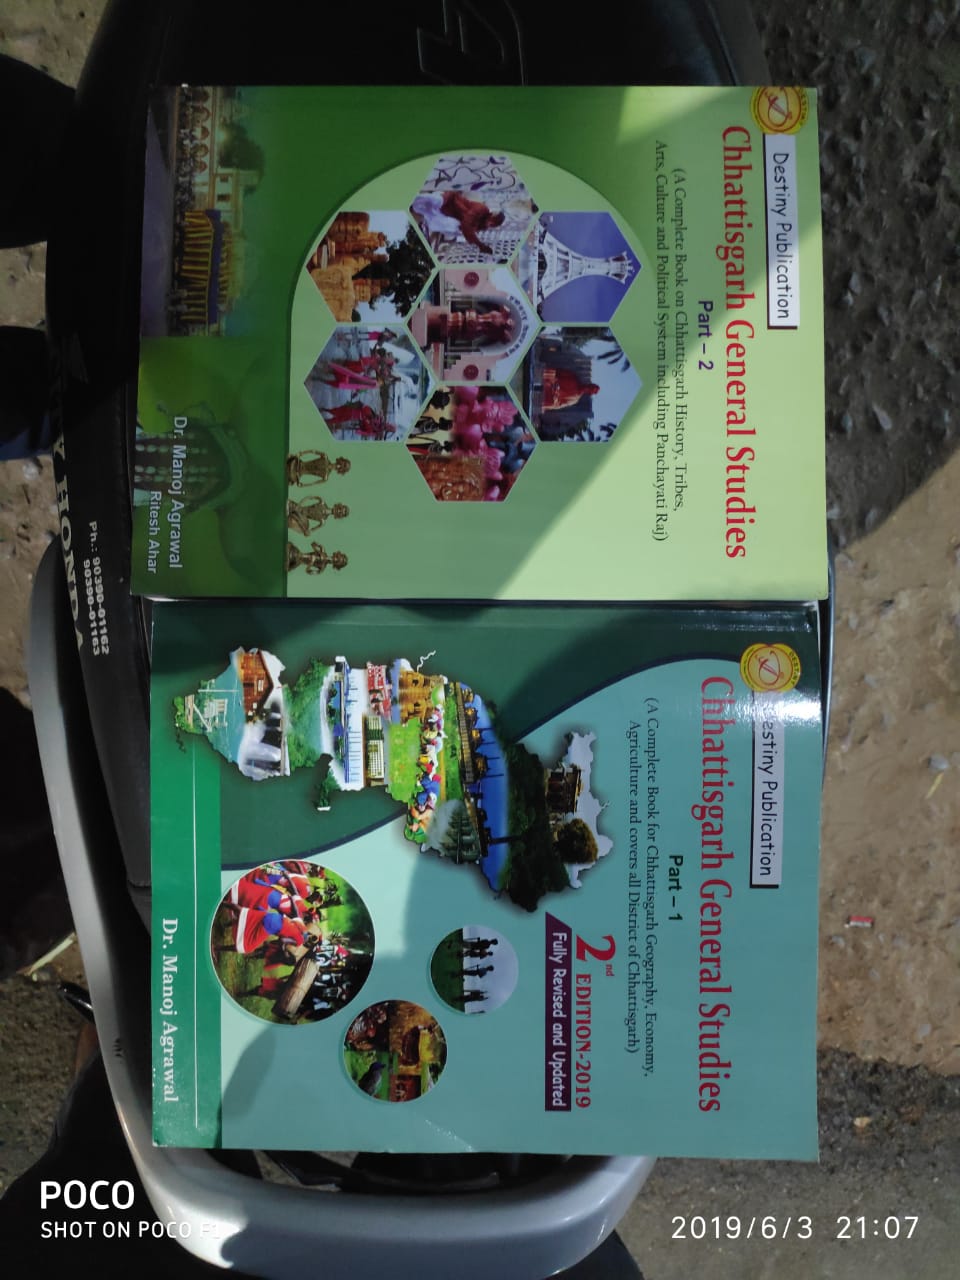 Destiny Publication
Chhattisgarh General Studies
Part – 2
(A Complete Book on Chhattisgarh History, Tribes,
Arts, Culture and Political System including Panchayati Raj)
Dr. Manoj Agrawal
Ritesh Ahar
DESTINY
estiny Publication
Chhattisgarh General Studies
Part – 1
(A Complete Book for Chhattisgarh Geography, Economy,
Agriculture and covers all District of Chhattisgarh)
2nd EDITION-2019
Fully Revised and Updated
Dr. Manoj Agrawal
HONDA
Ph.: 90390-01162
90390-01163
POCO
SHOT ON POCO F1
2019/6/3 21:07